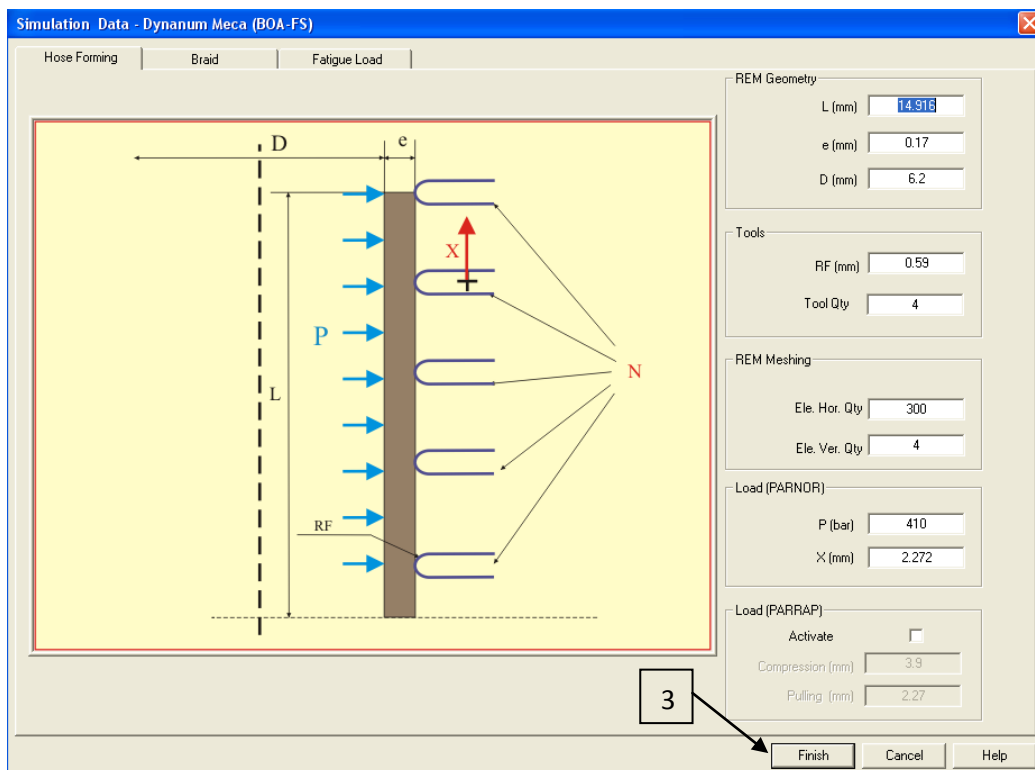 Simulation Data - Dynanum Meca (BOA-FS)
Hose Forming Braid Fatigue Load
D e
X
P
L
N
RF
REM Geometry
L (mm) 14.916
e (mm) 0.17
D (mm) 6.2
Tools
RF (mm) 0.59
Tool Qty 4
REM Meshing
Ele. Hor. Qty 300
Ele. Ver. Qty 4
Load (PARNOR)
P (bar) 410
X (mm) 2.272
Load (PARRAP)
Activate
Compression (mm) 3.9
Pulling (mm) 2.27
3
Finish Cancel Help